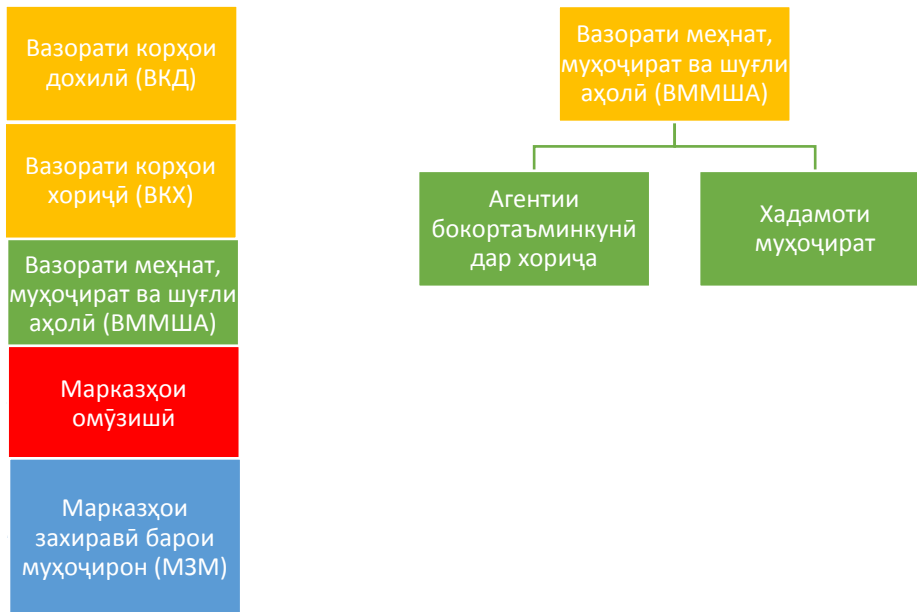 Вазорати корҳои
дохилӣ (ВКД)
Вазорати корҳои
хориҷӣ (ВКХ)
Вазорати меҳнат,
муҳоҷират ва шуғли
аҳолӣ (ВММША)
Марказҳои
омӯзишӣ
Марказҳои
захиравӣ барои
муҳоҷирон (МЗМ)
Вазорати меҳнат,
муҳоҷират ва шуғли
аҳолӣ (ВММША)
Агентии
бокортаъминкунӣ
дар хориҷа
Хадамоти
муҳоҷират